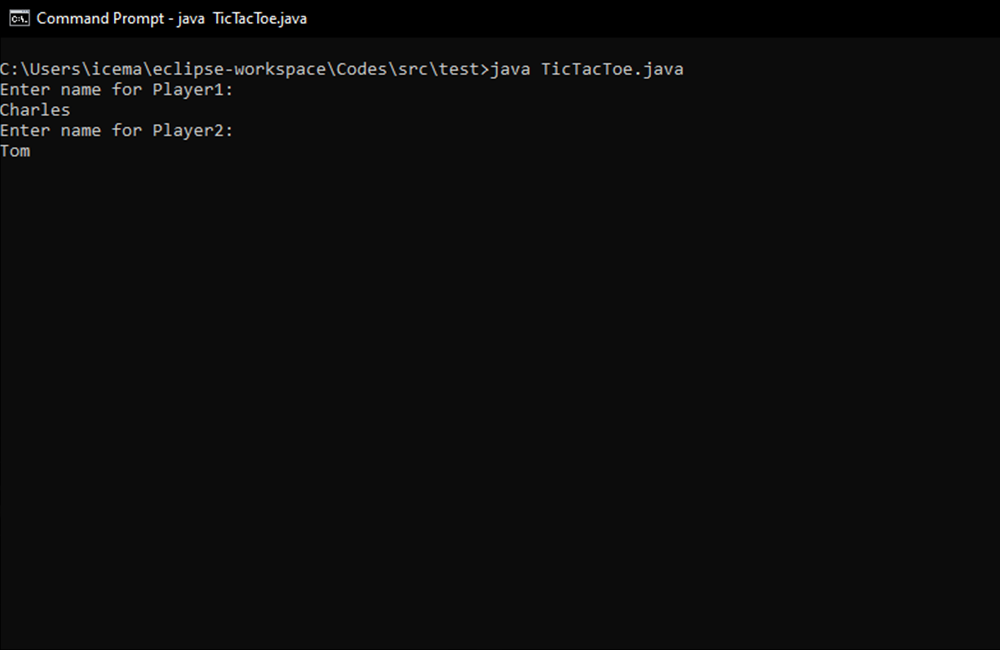 Command Prompt - java  TicTacToe.java
C:\Users\icema\eclipse-workspace\Codes\src\test>java TicTacToe.java
Enter name for Player1:
Charles
Enter name for Player2:
Tom